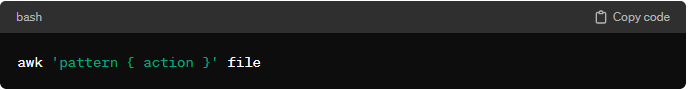 bash
Copy code
awk 'pattern { action }' file